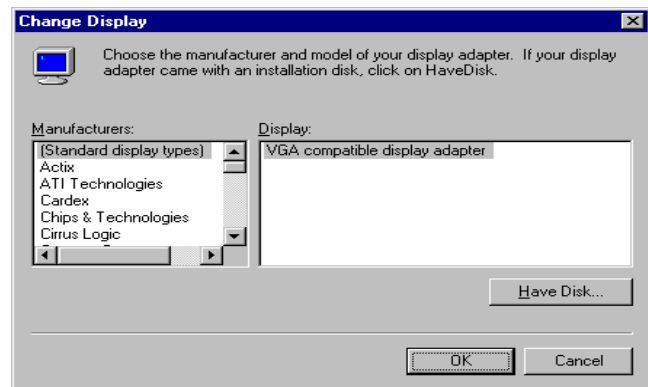 Change Display
Choose the manufacturer and model of your display adapter. If your display
adapter came with an installation disk, click on HaveDisk.
Manufacturers:
(Standard display types)
Actix
ATI Technologies
Cardex
Chips & Technologies
Cirrus Logic
Display:
VGA compatible display adapter
Have Disk...
OK
Cancel